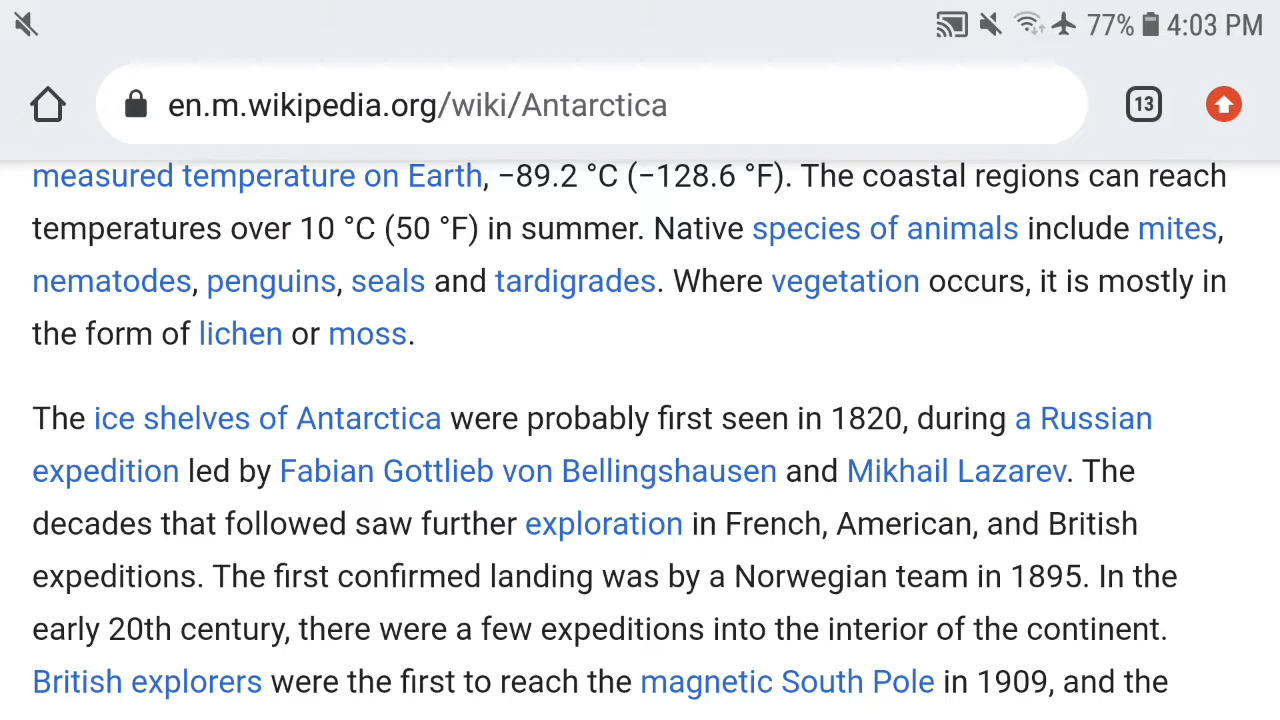 77% 4:03 PM
en.m.wikipedia.org/wiki/Antarctica
13
measured temperature on Earth, −89.2 °C (−128.6 °F). The coastal regions can reach
temperatures over 10 °C (50 °F) in summer. Native species of animals include mites,
nematodes, penguins, seals and tardigrades. Where vegetation occurs, it is mostly in
the form of lichen or moss.
The ice shelves of Antarctica were probably first seen in 1820, during a Russian
expedition led by Fabian Gottlieb von Bellingshausen and Mikhail Lazarev. The
decades that followed saw further exploration in French, American, and British
expeditions. The first confirmed landing was by a Norwegian team in 1895. In the
early 20th century, there were a few expeditions into the interior of the continent.
British explorers were the first to reach the magnetic South Pole in 1909, and the